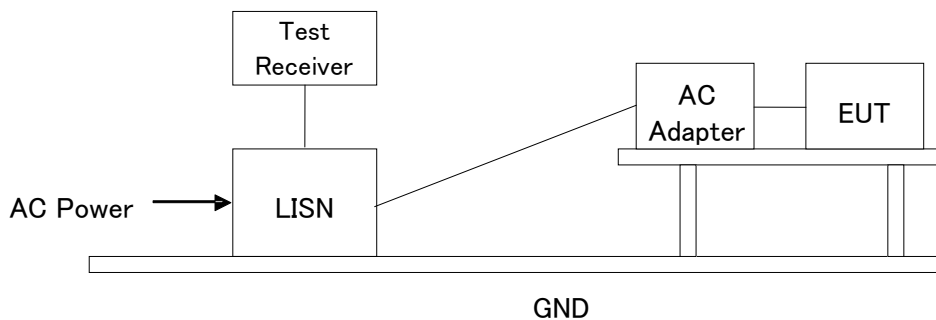 Test
Receiver
AC
Adapter
EUT
AC Power
LISN
GND